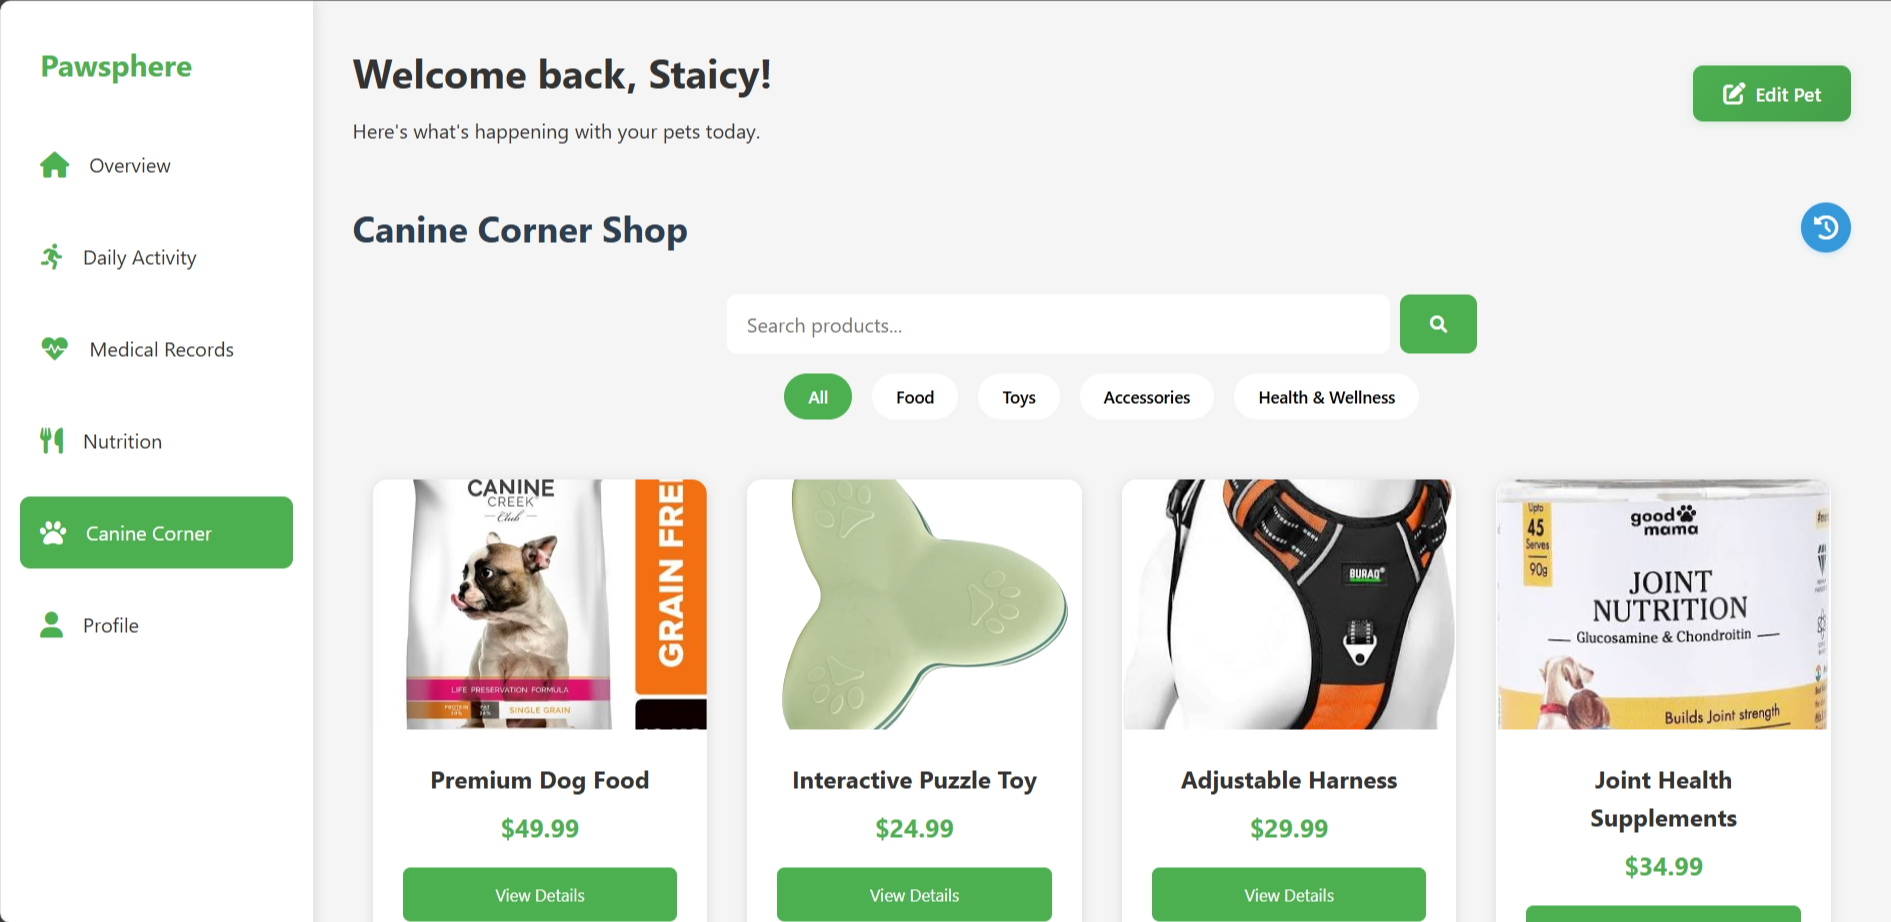 Pawsphere
Overview
Daily Activity
Medical Records
Nutrition
Canine Corner
Profile
Welcome back, Staicy!
Here's what's happening with your pets today.
Edit Pet
Canine Corner Shop
Search products...
All
Food
Toys
Accessories
Health & Wellness
CANINE
CREEK
Club
LIFE PRESERVATION FORMULA
PROTEIN
FAT
SINGLE GRAIN
GRAIN FREE
Premium Dog Food
$49.99
View Details
Interactive Puzzle Toy
$24.99
View Details
BURAQ®
Adjustable Harness
$29.99
View Details
Upto
45
Serves
90g
good
mama
JOINT
NUTRITION
Glucosamine & Chondroitin
Builds Joint strength
Joint Health
Supplements
$34.99